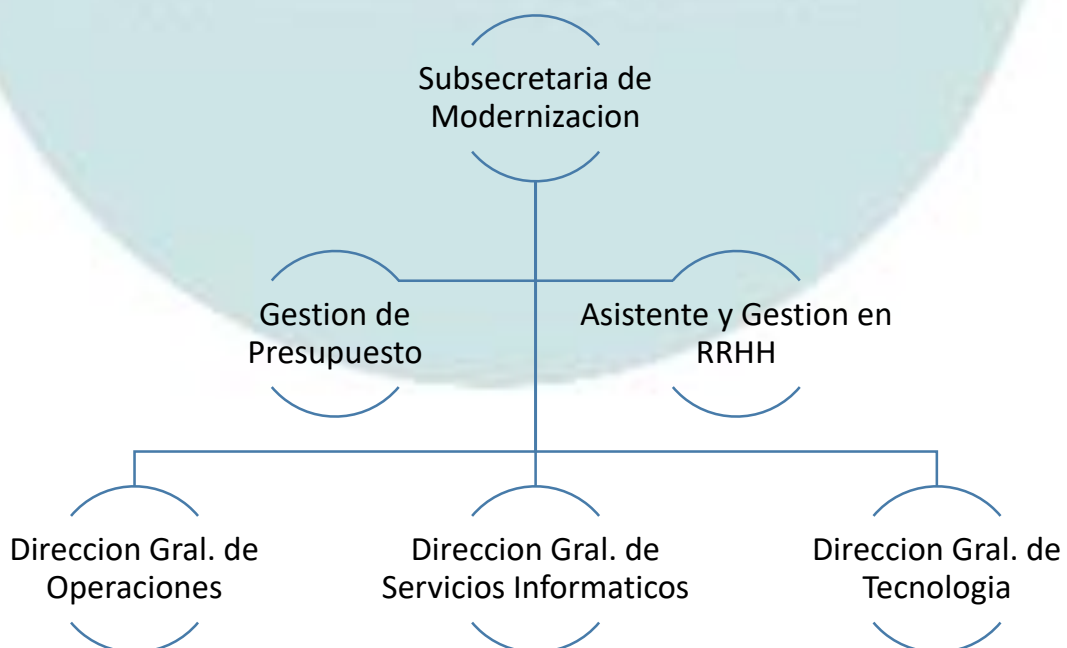 Subsecretaria de
Modernizacion
Gestion de
Presupuesto
Asistente y Gestion en
RRHH
Direccion Gral. de
Operaciones
Direccion Gral. de
Servicios Informaticos
Direccion Gral. de
Tecnologia